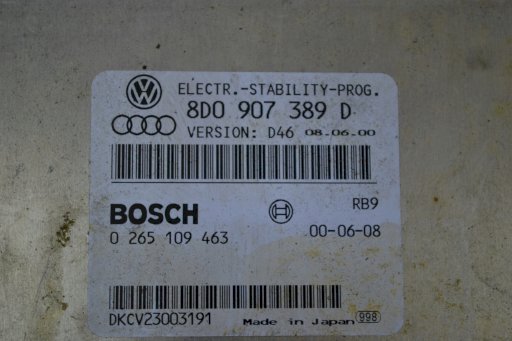 ELECTR.-STABILITY-PROG.
8D0 907 389 D
VERSION: D46 08.06.00
BOSCH RB9
0 265 109 463 00-06-08
DKCV23003191 Made in Japan 998